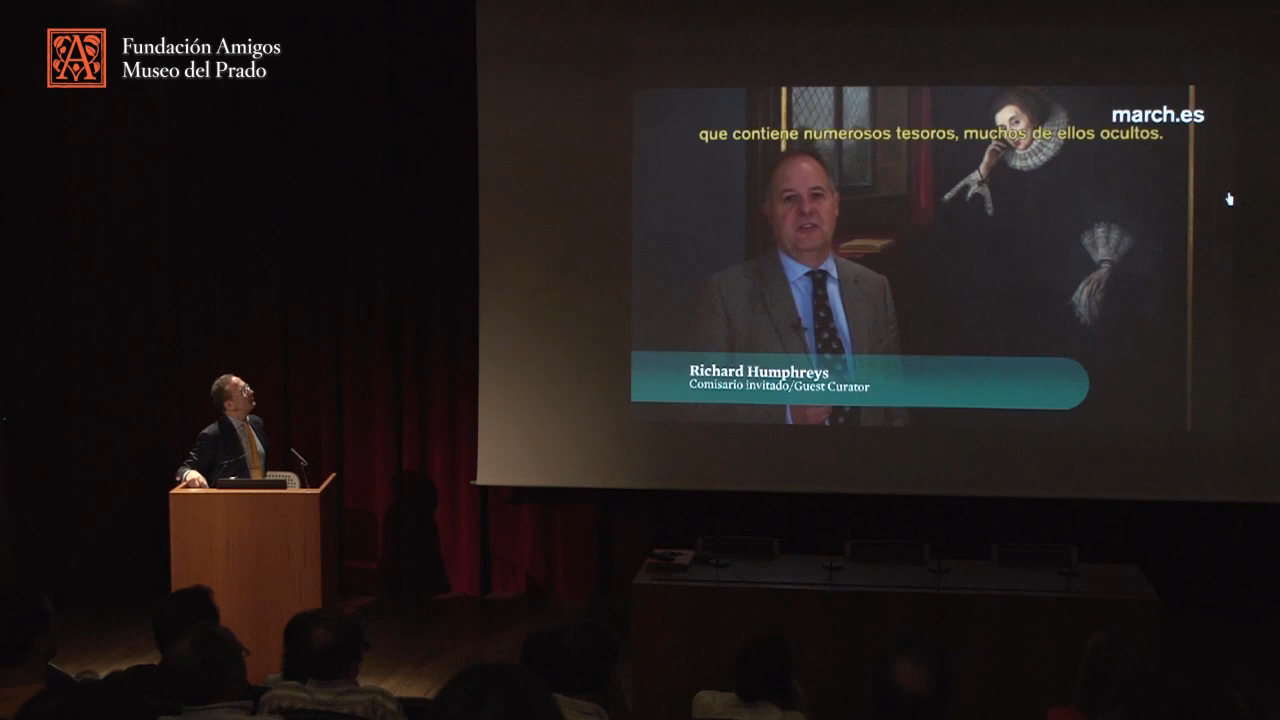 Fundación Amigos
Museo del Prado
march.es
que contiene numerosos tesoros, muchos de ellos ocultos.
Richard Humphreys
Comisario invitado/Guest Curator